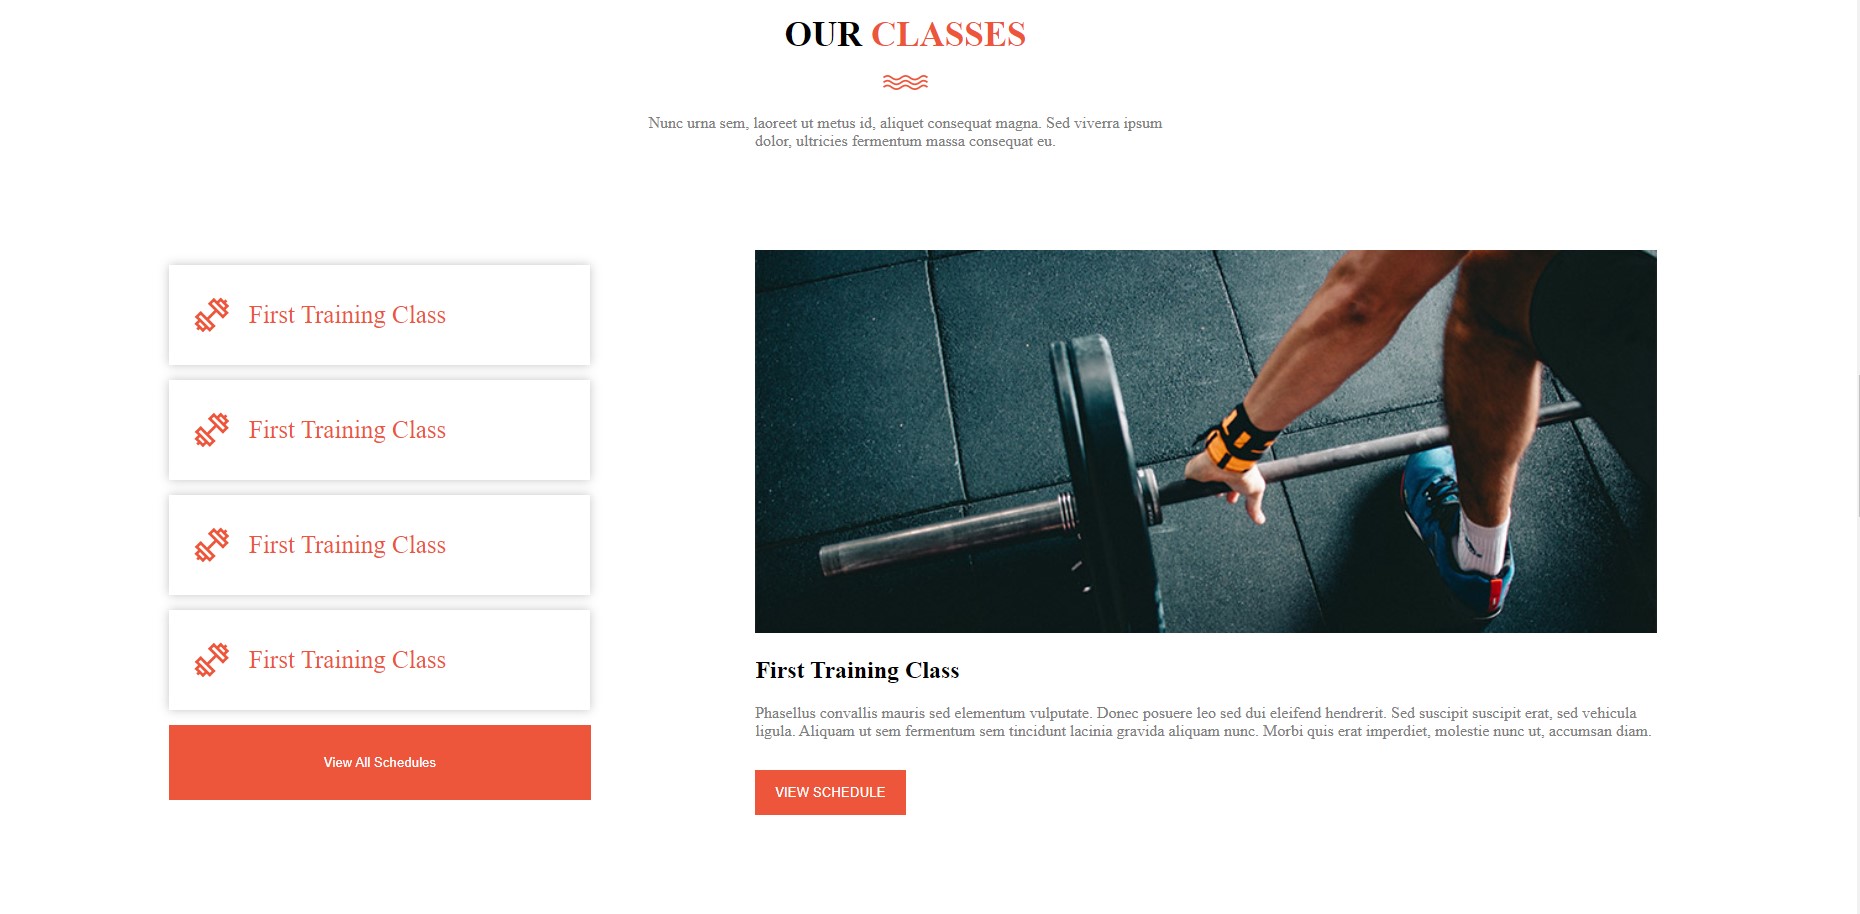 OUR CLASSES
Nunc urna sem, laoreet ut metus id, aliquet consequat magna. Sed viverra ipsum
dolor, ultricies fermentum massa consequat eu.
First Training Class
First Training Class
First Training Class
First Training Class
View All Schedules
First Training Class
Phasellus convallis mauris sed elementum vulputate. Donec posuere leo sed dui eleifend hendrerit. Sed suscipit suscipit erat, sed vehicula
ligula. Aliquam ut sem fermentum sem tincidunt lacinia gravida aliquam nunc. Morbi quis erat imperdiet, molestie nunc ut, accumsan diam.
VIEW SCHEDULE